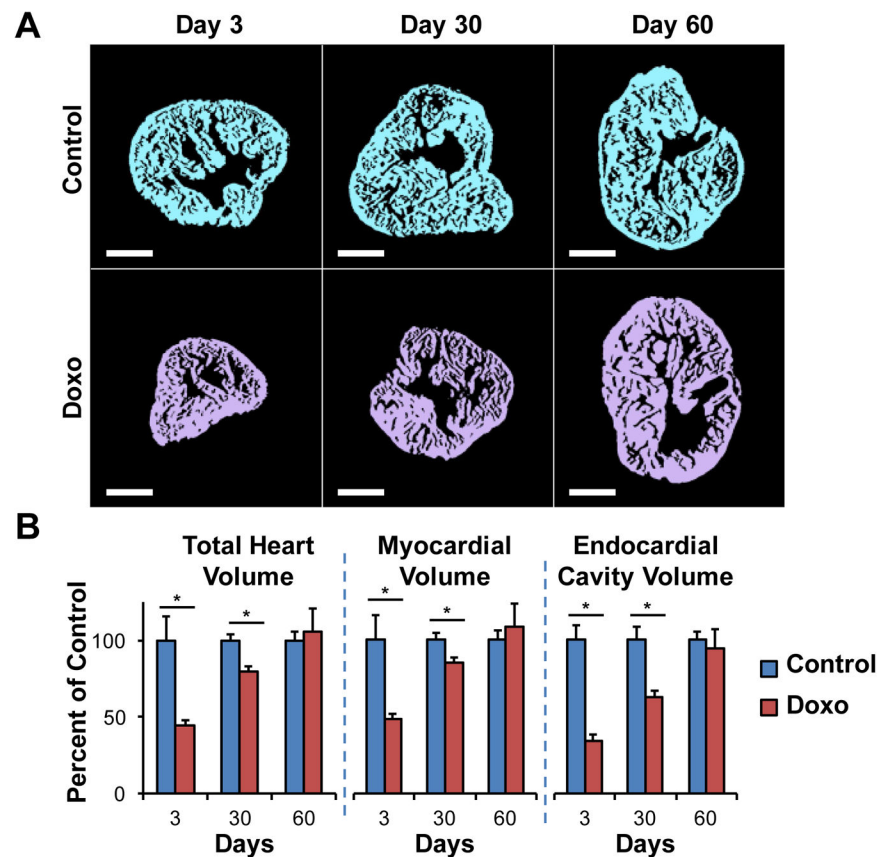 A
Day 3 Day 30 Day 60
Control
Doxo
B
Total Heart Volume
Myocardial Volume
Endocardial Cavity Volume
Percent of Control
100
50
0
* * * * * *
3 30 60 3 30 60 3 30 60
Days Days Days
Control
Doxo